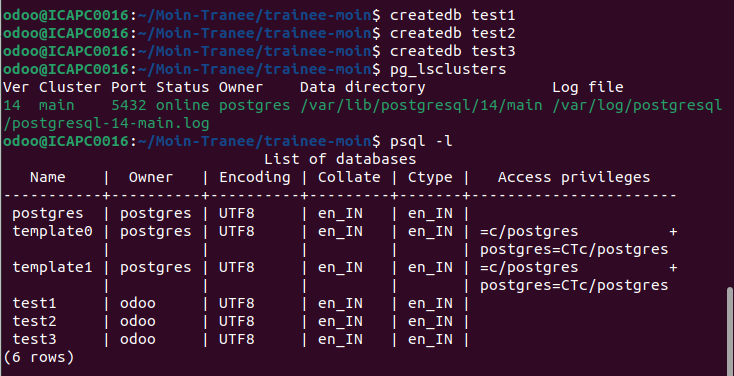 odoo@ICAPC0016:~/Moin-Tranee/trainee-moin$ createdb test1
odoo@ICAPC0016:~/Moin-Tranee/trainee-moin$ createdb test2
odoo@ICAPC0016:~/Moin-Tranee/trainee-moin$ createdb test3
odoo@ICAPC0016:~/Moin-Tranee/trainee-moin$ pg_lsclusters
Ver Cluster Port Status Owner    Data directory              Log file
14  main    5432 online postgres /var/lib/postgresql/14/main /var/log/postgresql
/postgresql-14-main.log
odoo@ICAPC0016:~/Moin-Tranee/trainee-moin$ psql -l
                             List of databases
   Name    |  Owner   | Encoding | Collate | Ctype |   Access privileges
-----------+----------+----------+---------+-------+-----------------------
 postgres  | postgres | UTF8     | en_IN   | en_IN |
 template0 | postgres | UTF8     | en_IN   | en_IN | =c/postgres          +
           |          |          |         |       | postgres=CTc/postgres
 template1 | postgres | UTF8     | en_IN   | en_IN | =c/postgres          +
           |          |          |         |       | postgres=CTc/postgres
 test1     | odoo     | UTF8     | en_IN   | en_IN |
 test2     | odoo     | UTF8     | en_IN   | en_IN |
 test3     | odoo     | UTF8     | en_IN   | en_IN |
(6 rows)